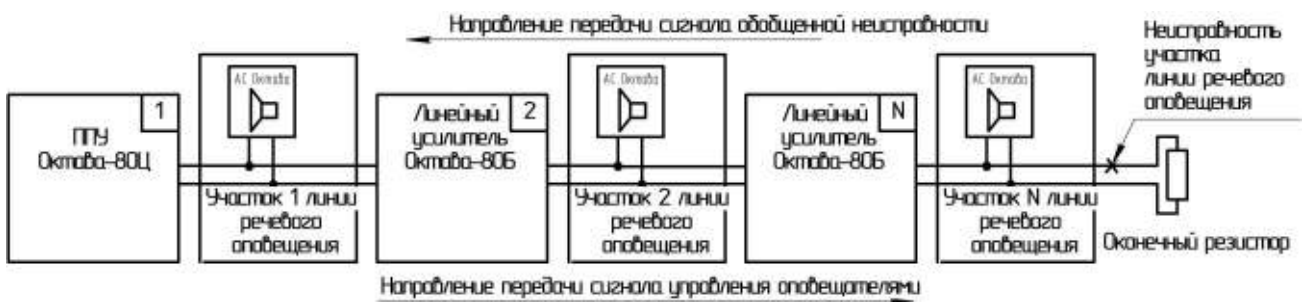 Направление передачи сигнала обобщенной неисправности
Неисправность
участка
линии речевого
оповещения
АС Октава
АС Октава
АС Октава
1
ППУ
Октава-80Ц
Линейный
усилитель
Октава-80Б
2
Линейный
усилитель
Октава-80Б
N
Участок 1 линии
речевого
оповещения
Участок 2 линии
речевого
оповещения
Участок N линии
речевого
оповещения
Оконечный резистор
Направление передачи сигнала управления оповещателями